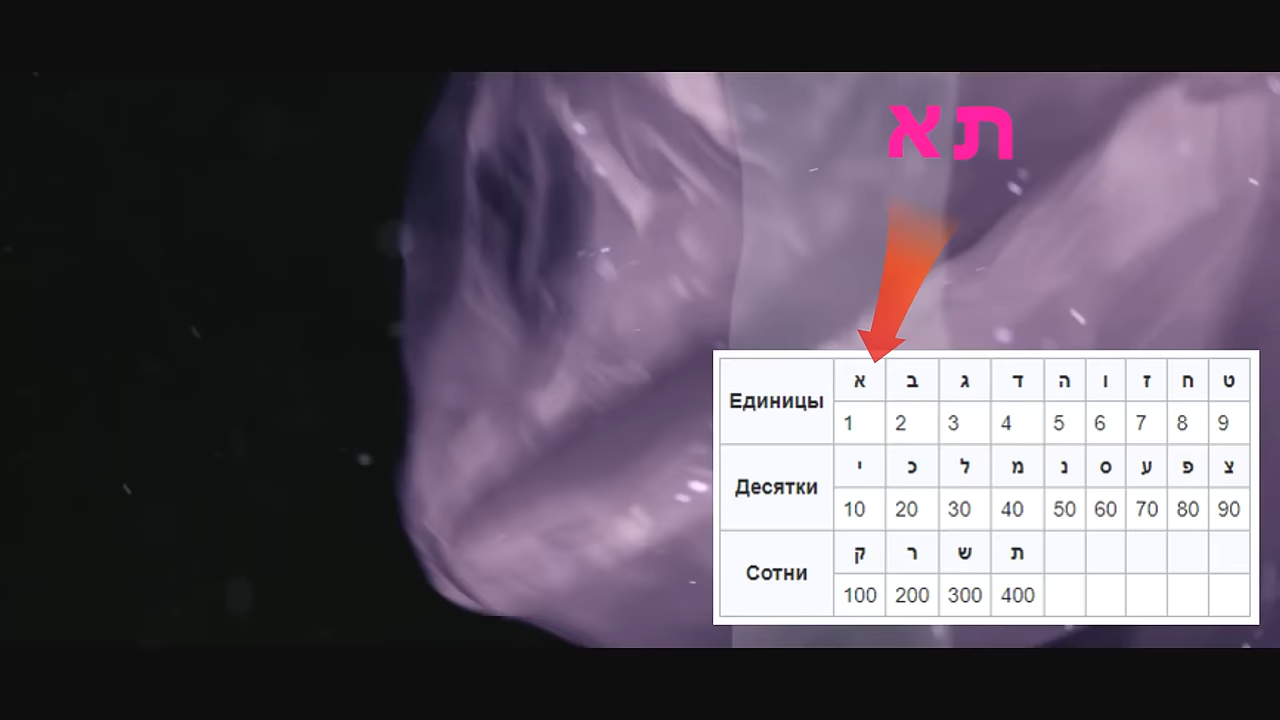 תא
Единицы א ב ג ד ה ו ז ח ט
1 2 3 4 5 6 7 8 9
Десятки י כ ל מ נ ס ע פ צ
10 20 30 40 50 60 70 80 90
Сотни ק ר ש ת
100 200 300 400